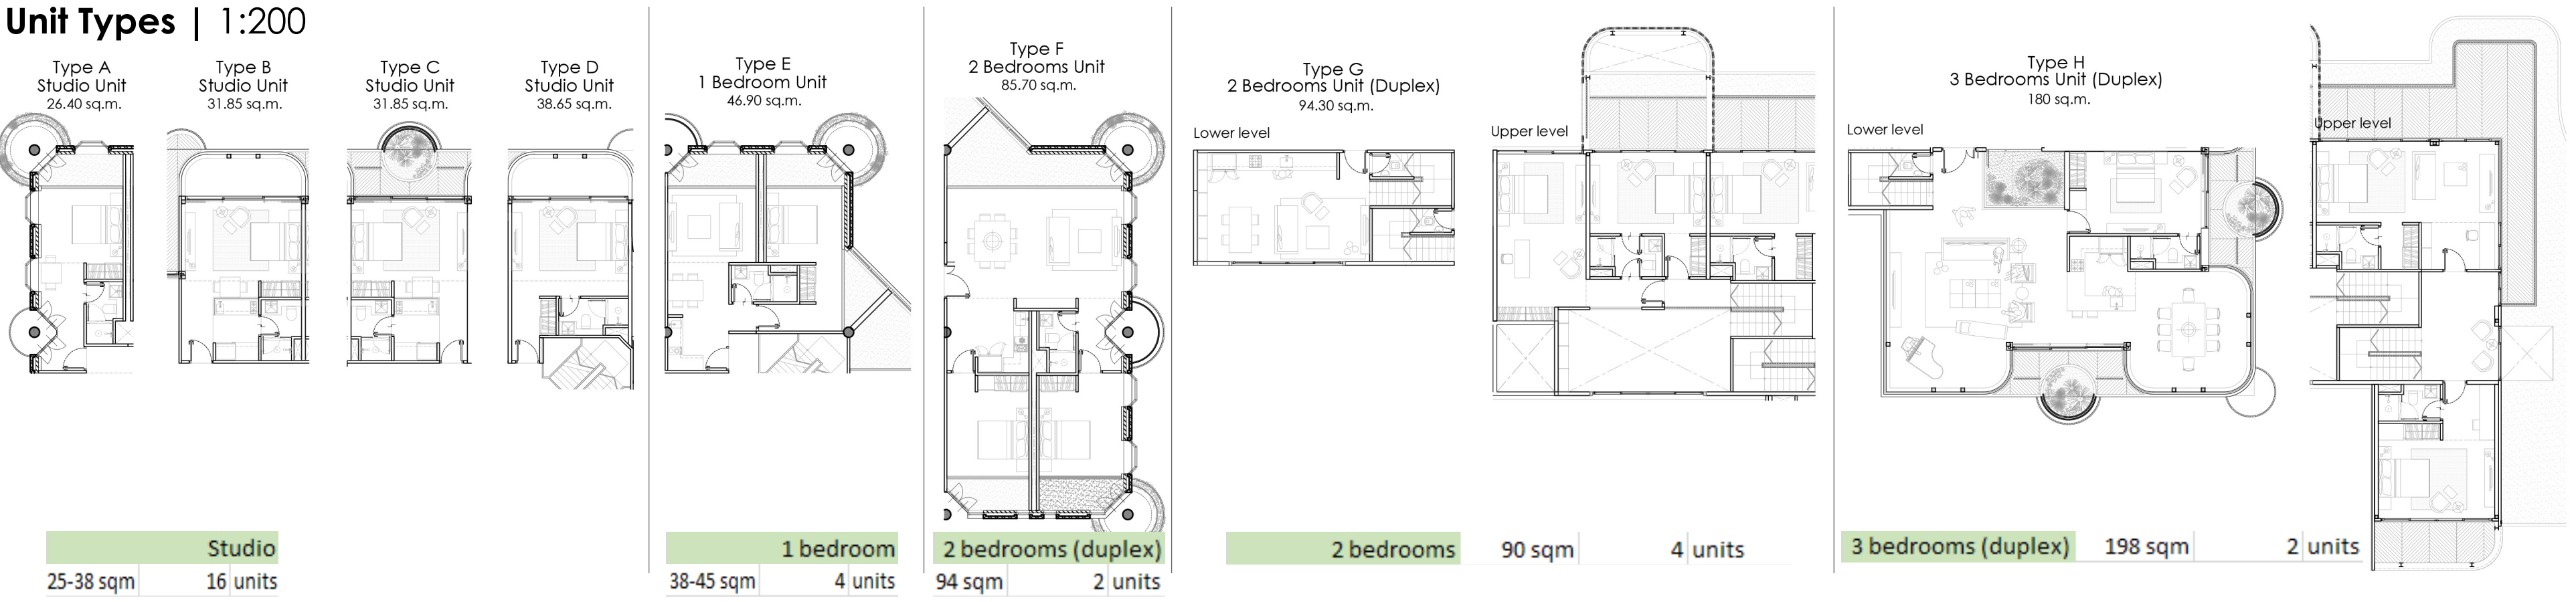 Unit Types | 1:200
Type A
Studio Unit
26.40 sq.m.
Type B
Studio Unit
31.85 sq.m.
Type C
Studio Unit
31.85 sq.m.
Type D
Studio Unit
38.65 sq.m.
Type E
1 Bedroom Unit
46.90 sq.m.
Type F
2 Bedrooms Unit
85.70 sq.m.
Type G
2 Bedrooms Unit (Duplex)
94.30 sq.m.
Lower level
Upper level
Type H
3 Bedrooms Unit (Duplex)
180 sq.m.
Lower level
Upper level
Studio
25-38 sqm 16 units
1 bedroom
38-45 sqm 4 units
2 bedrooms (duplex)
94 sqm 2 units
2 bedrooms 90 sqm 4 units
3 bedrooms (duplex) 198 sqm 2 units